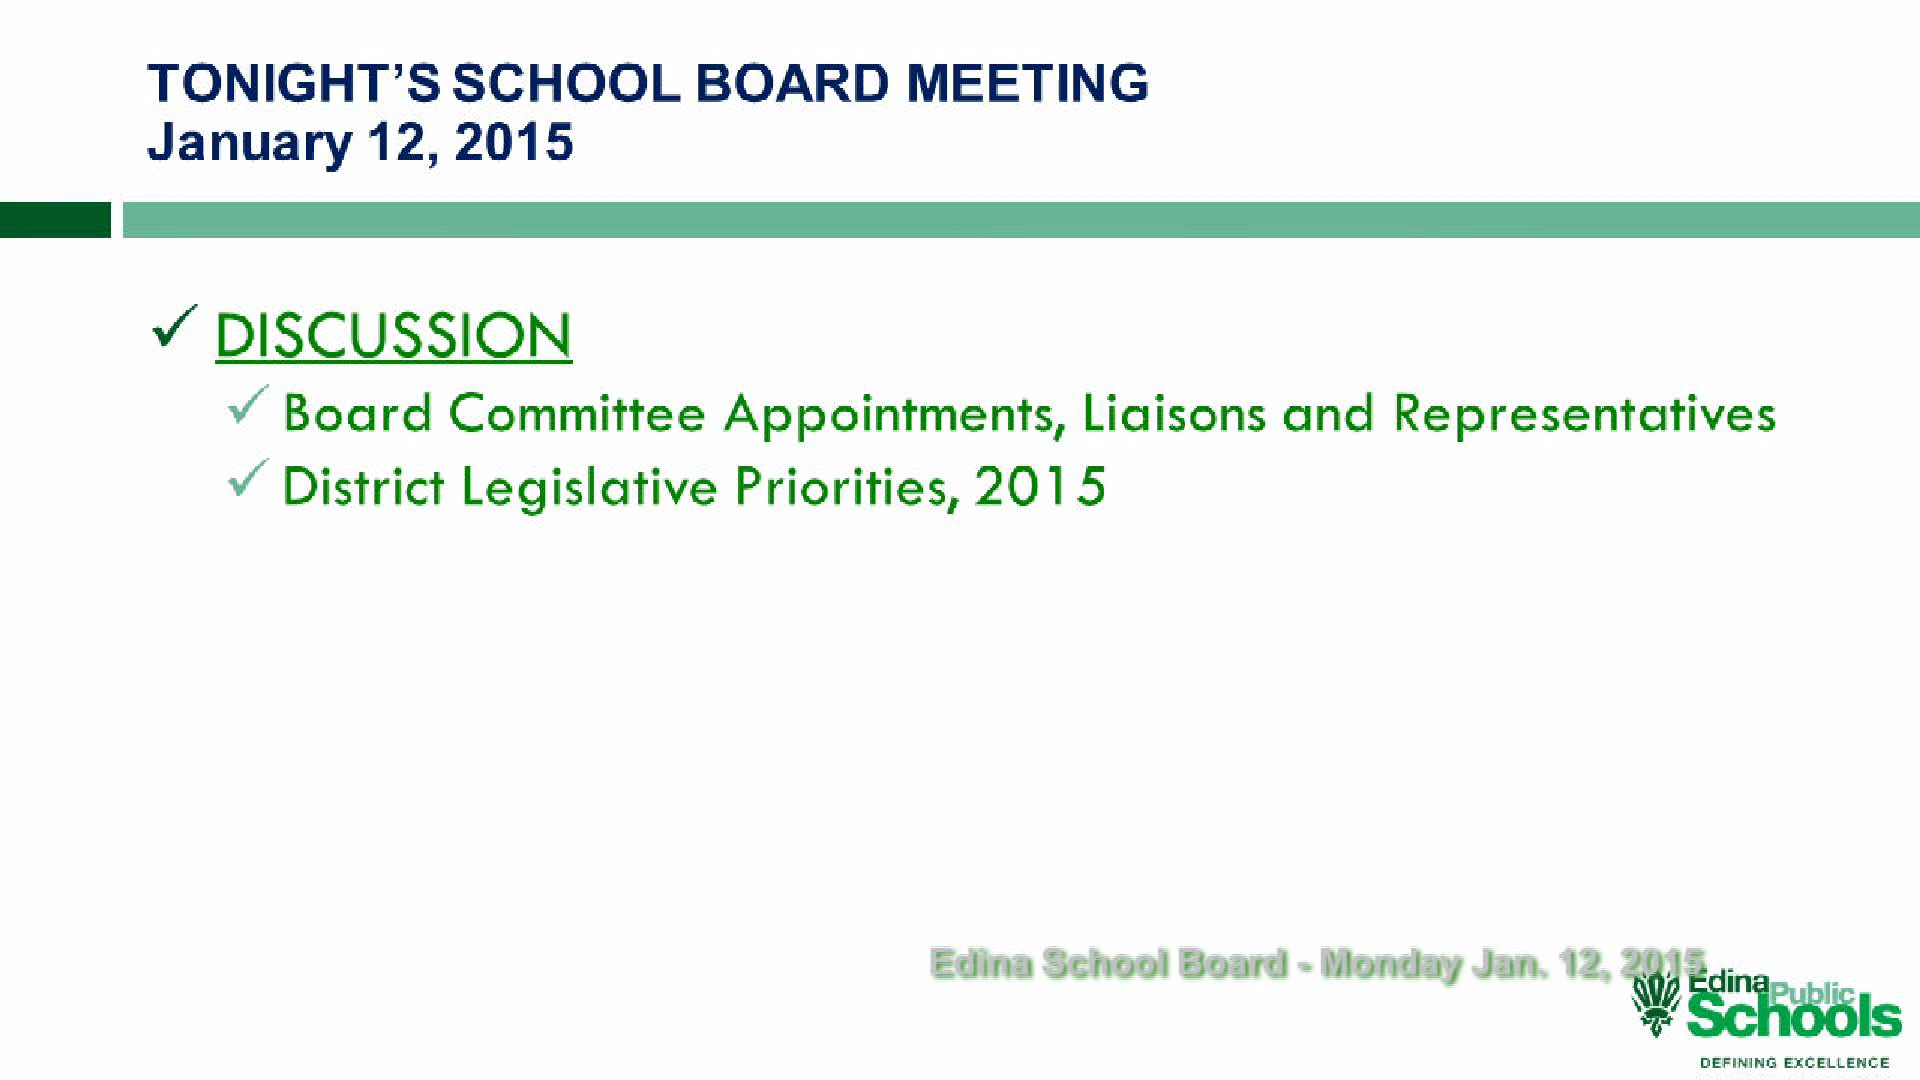 TONIGHT’S SCHOOL BOARD MEETING
January 12, 2015
DISCUSSION
Board Committee Appointments, Liaisons and Representatives
District Legislative Priorities, 2015
Edina School Board - Monday Jan. 12, 2015
Edina Public
Schools
DEFINING EXCELLENCE